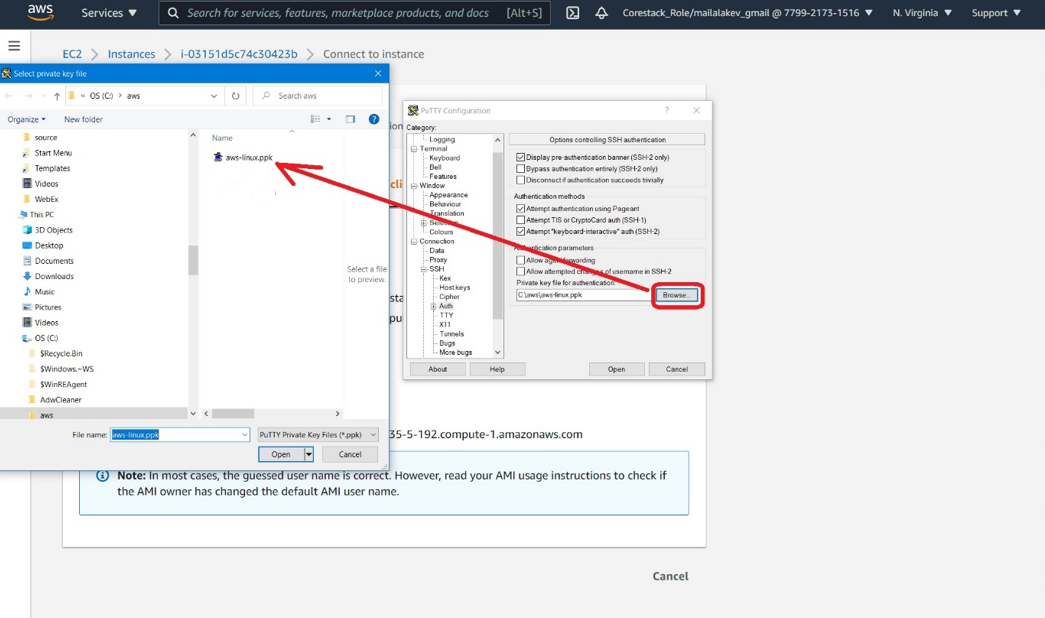 aws
Services
Search for services, features, marketplace products, and docs
[Alt+S]
Corestack_Role/mailalakev_gmail @ 7799-2173-1516
N. Virginia
Support
EC2
Instances
i-03151d5c74c30423b
Connect to instance
Select private key file
« OS (C:) > aws
Search aws
Organize
New folder
source
Start Menu
Templates
Videos
WebEx
This PC
3D Objects
Desktop
Documents
Downloads
Music
Pictures
Videos
OS (C:)
$Recycle.Bin
$Windows.~WS
$WinREAgent
AdwCleaner
aws
Name
aws-linux.ppk
Select a file
to preview.
File name:
aws-linux.ppk
PuTTY Private Key Files (*.ppk)
Open
Cancel
PuTTY Configuration
?
Category:
Logging
Terminal
Keyboard
Bell
Features
Window
Appearance
Behaviour
Translation
Selection
Colours
Connection
Data
Proxy
SSH
Kex
Host keys
Cipher
Auth
TTY
X11
Tunnels
Bugs
More bugs
Options controlling SSH authentication
Display pre-authentication banner (SSH-2 only)
Bypass authentication entirely (SSH-2 only)
Disconnect if authentication succeeds trivially
Authentication methods
Attempt authentication using Pageant
Attempt TIS or CryptoCard auth (SSH-1)
Attempt "keyboard-interactive" auth (SSH-2)
Authentication parameters
Allow agent forwarding
Allow attempted changes of username in SSH-2
Private key file for authentication:
C:\aws\aws-linux.ppk
Browse...
About
Help
Open
Cancel
35-5-192.compute-1.amazonaws.com
Note: In most cases, the guessed user name is correct. However, read your AMI usage instructions to check if
the AMI owner has changed the default AMI user name.
Cancel